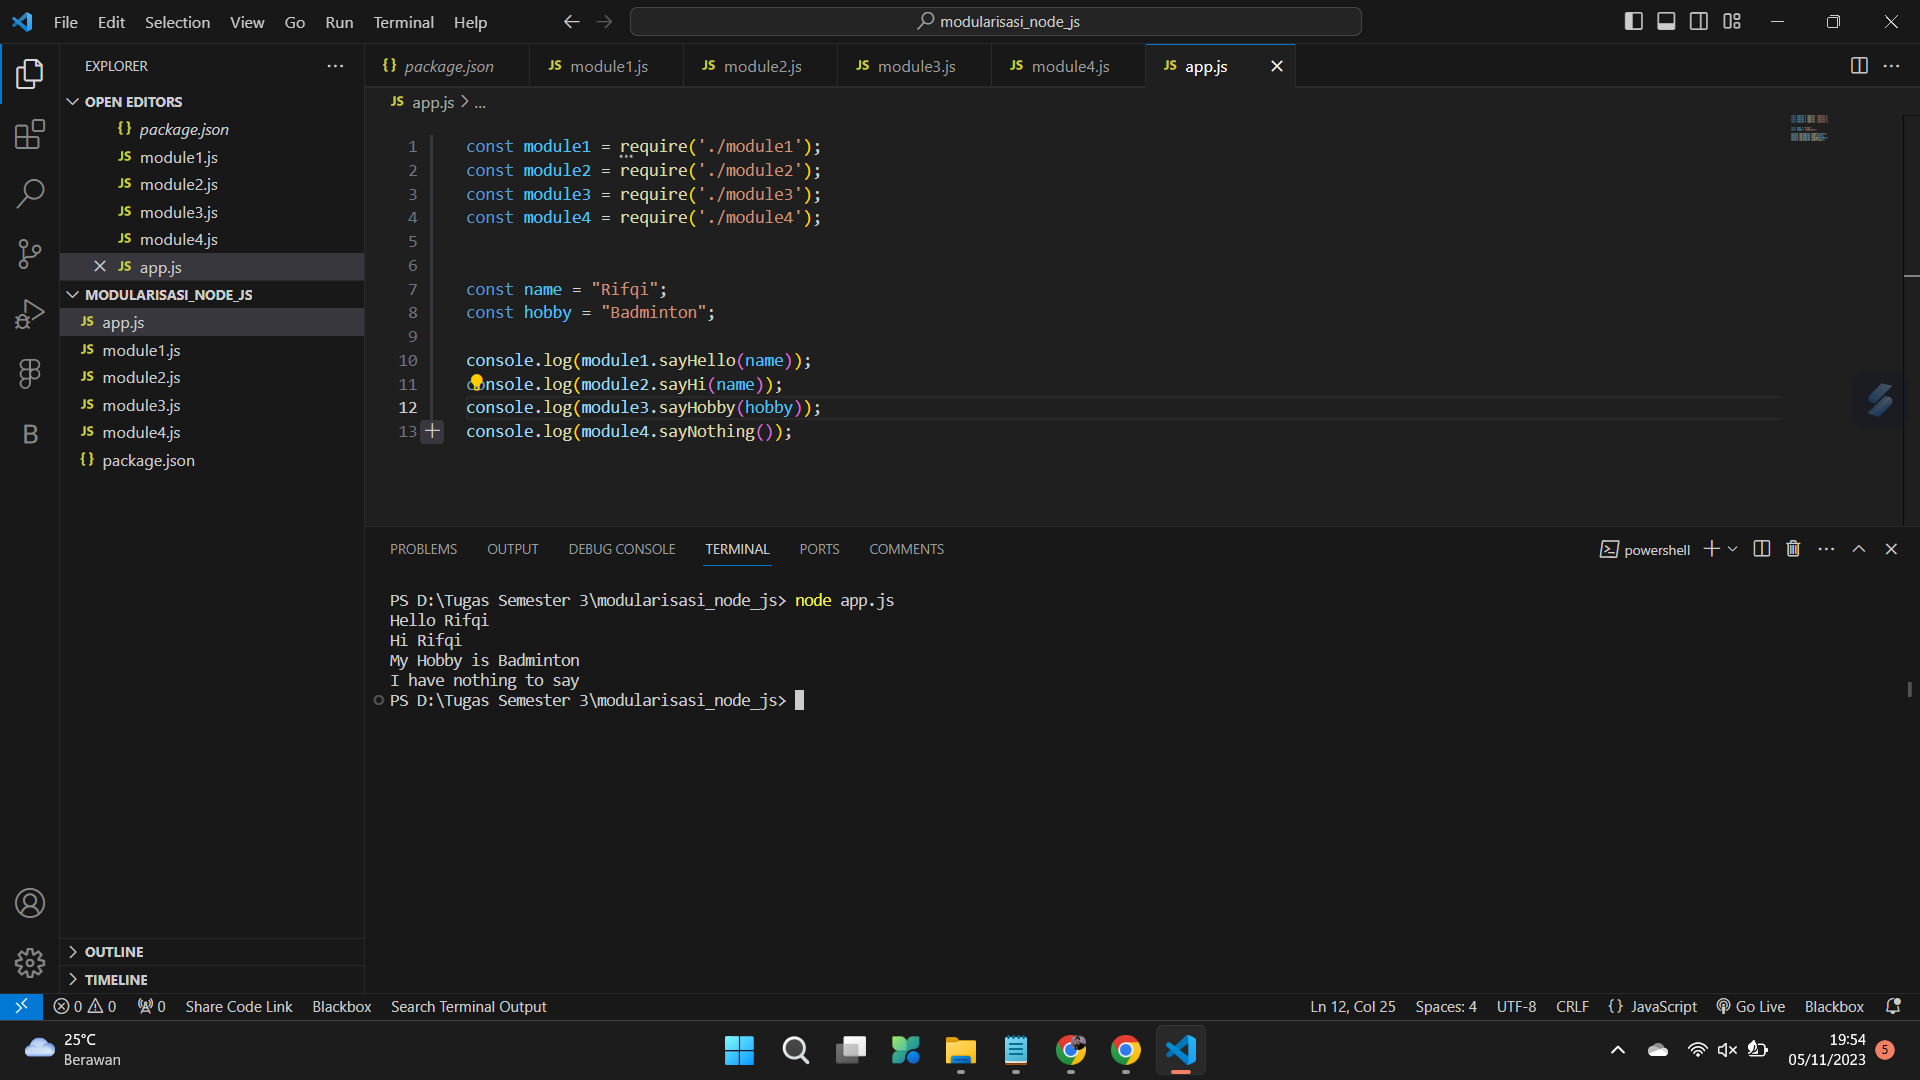 File Edit Selection View Go Run Terminal Help
modularisasi_node_js
EXPLORER
OPEN EDITORS
{} package.json
JS module1.js
JS module2.js
JS module3.js
JS module4.js
JS app.js
MODULARISASI_NODE_JS
JS app.js
JS module1.js
JS module2.js
JS module3.js
JS module4.js
{} package.json
OUTLINE
TIMELINE
{} package.json JS module1.js JS module2.js JS module3.js JS module4.js JS app.js
JS app.js > ...
1 const module1 = require('./module1');
2 const module2 = require('./module2');
3 const module3 = require('./module3');
4 const module4 = require('./module4');
5
6
7 const name = "Rifqi";
8 const hobby = "Badminton";
9
10 console.log(module1.sayHello(name));
11 console.log(module2.sayHi(name));
12 console.log(module3.sayHobby(hobby));
13 console.log(module4.sayNothing());
PROBLEMS OUTPUT DEBUG CONSOLE TERMINAL PORTS COMMENTS
powershell
PS D:\Tugas Semester 3\modularisasi_node_js> node app.js
Hello Rifqi
Hi Rifqi
My Hobby is Badminton
I have nothing to say
PS D:\Tugas Semester 3\modularisasi_node_js>
0 0 0 Share Code Link Blackbox Search Terminal Output
Ln 12, Col 25 Spaces: 4 UTF-8 CRLF {} JavaScript Go Live Blackbox
25°C
Berawan
19:54
05/11/2023
5